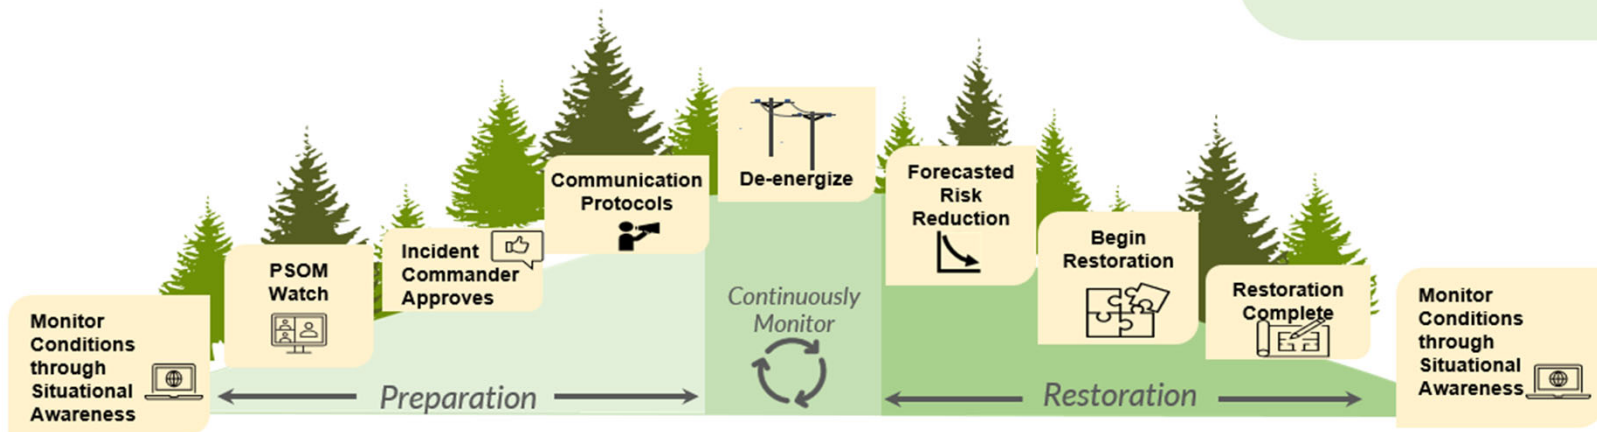 Monitor
Conditions
through
Situational
Awareness
PSOM
Watch
Incident
Commander
Approves
Communication
Protocols
De-energize
Forecasted
Risk
Reduction
Begin
Restoration
Restoration
Complete
Monitor
Conditions
through
Situational
Awareness
Preparation
Continuously
Monitor
Restoration